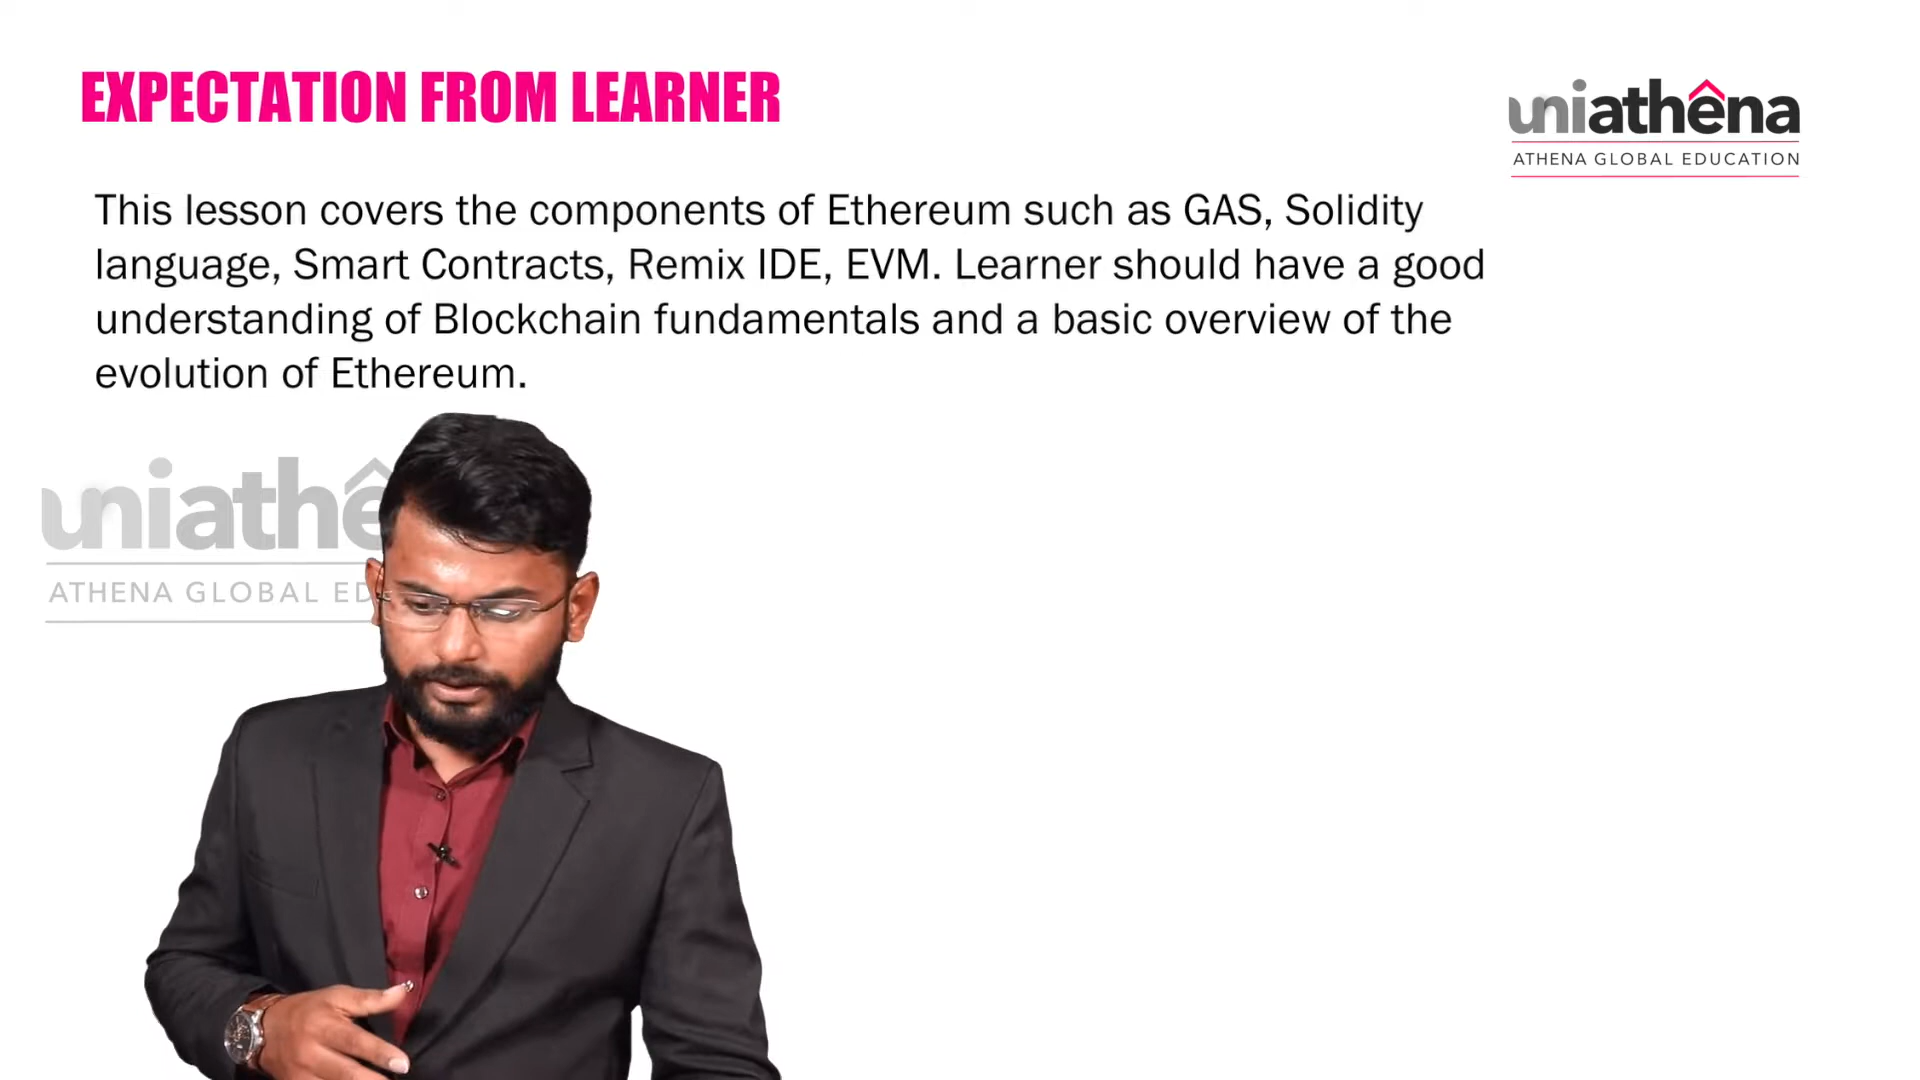 EXPECTATION FROM LEARNER
uniathena
ATHENA GLOBAL EDUCATION
This lesson covers the components of Ethereum such as GAS, Solidity
language, Smart Contracts, Remix IDE, EVM. Learner should have a good
understanding of Blockchain fundamentals and a basic overview of the
evolution of Ethereum.
uniathe
ATHENA GLOBAL ED